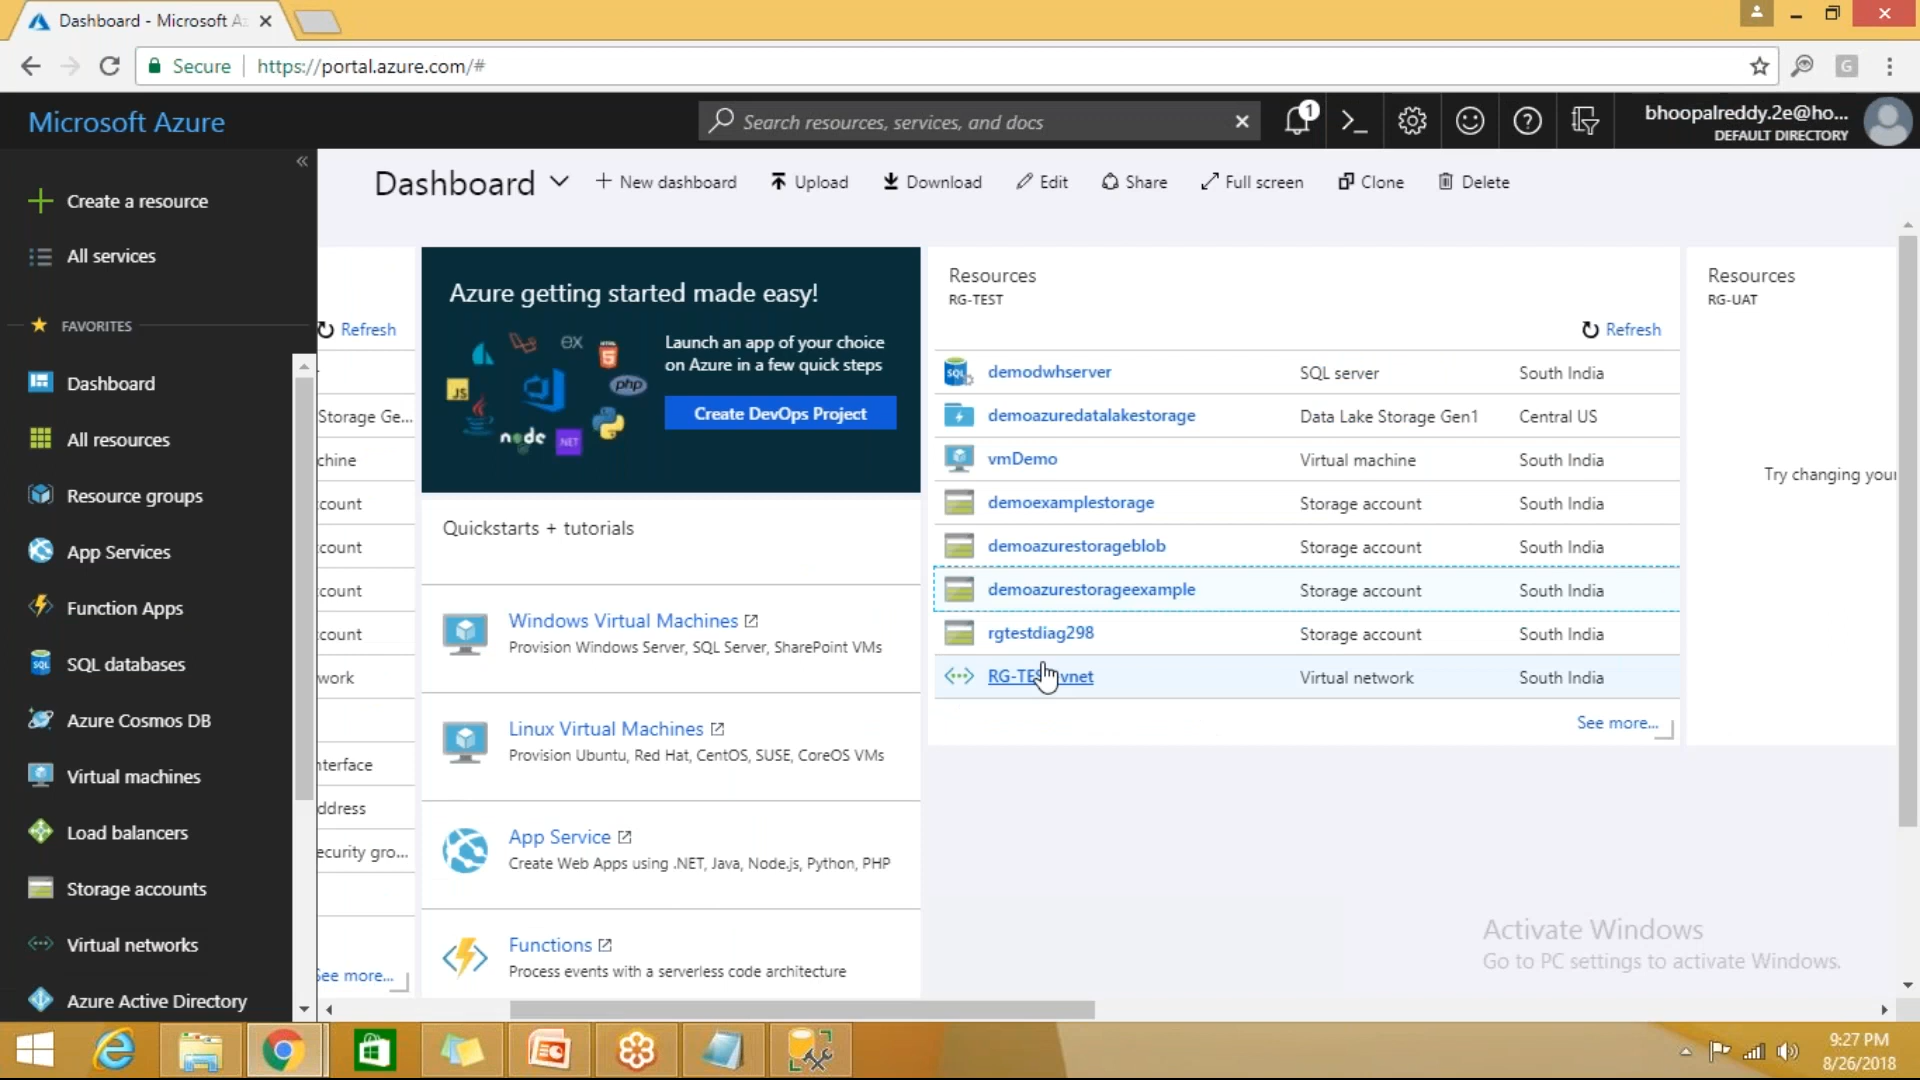 Dashboard - Microsoft A
Secure https://portal.azure.com/#
G
Microsoft Azure
Search resources, services, and docs
1
bhoopalreddy.2e@ho...
DEFAULT DIRECTORY
Create a resource
All services
FAVORITES
Dashboard
All resources
Resource groups
App Services
Function Apps
SQL databases
Azure Cosmos DB
Virtual machines
Load balancers
Storage accounts
Virtual networks
Azure Active Directory
Dashboard New dashboard Upload Download Edit Share Full screen Clone Delete
Refresh
Storage Ge...
chine
count
count
count
count
work
nterface
ddress
ecurity gro...
See more...
Azure getting started made easy!
Launch an app of your choice
on Azure in a few quick steps
Create DevOps Project
JS
EX
php
node
NET
Quickstarts + tutorials
Windows Virtual Machines
Provision Windows Server, SQL Server, SharePoint VMs
Linux Virtual Machines
Provision Ubuntu, Red Hat, CentOS, SUSE, CoreOS VMs
App Service
Create Web Apps using .NET, Java, Node.js, Python, PHP
Functions
Process events with a serverless code architecture
Resources
RG-TEST
Refresh
demodwhserver SQL server South India
demoazuredatalakestorage Data Lake Storage Gen1 Central US
vmDemo Virtual machine South India
demoexamplestorage Storage account South India
demoazurestorageblob Storage account South India
demoazurestorageexample Storage account South India
rgtestdiag298 Storage account South India
Virtual network South India
See more...
Resources
RG-UAT
Try changing your
Activate Windows
Go to PC settings to activate Windows.
9:27 PM
8/26/2018